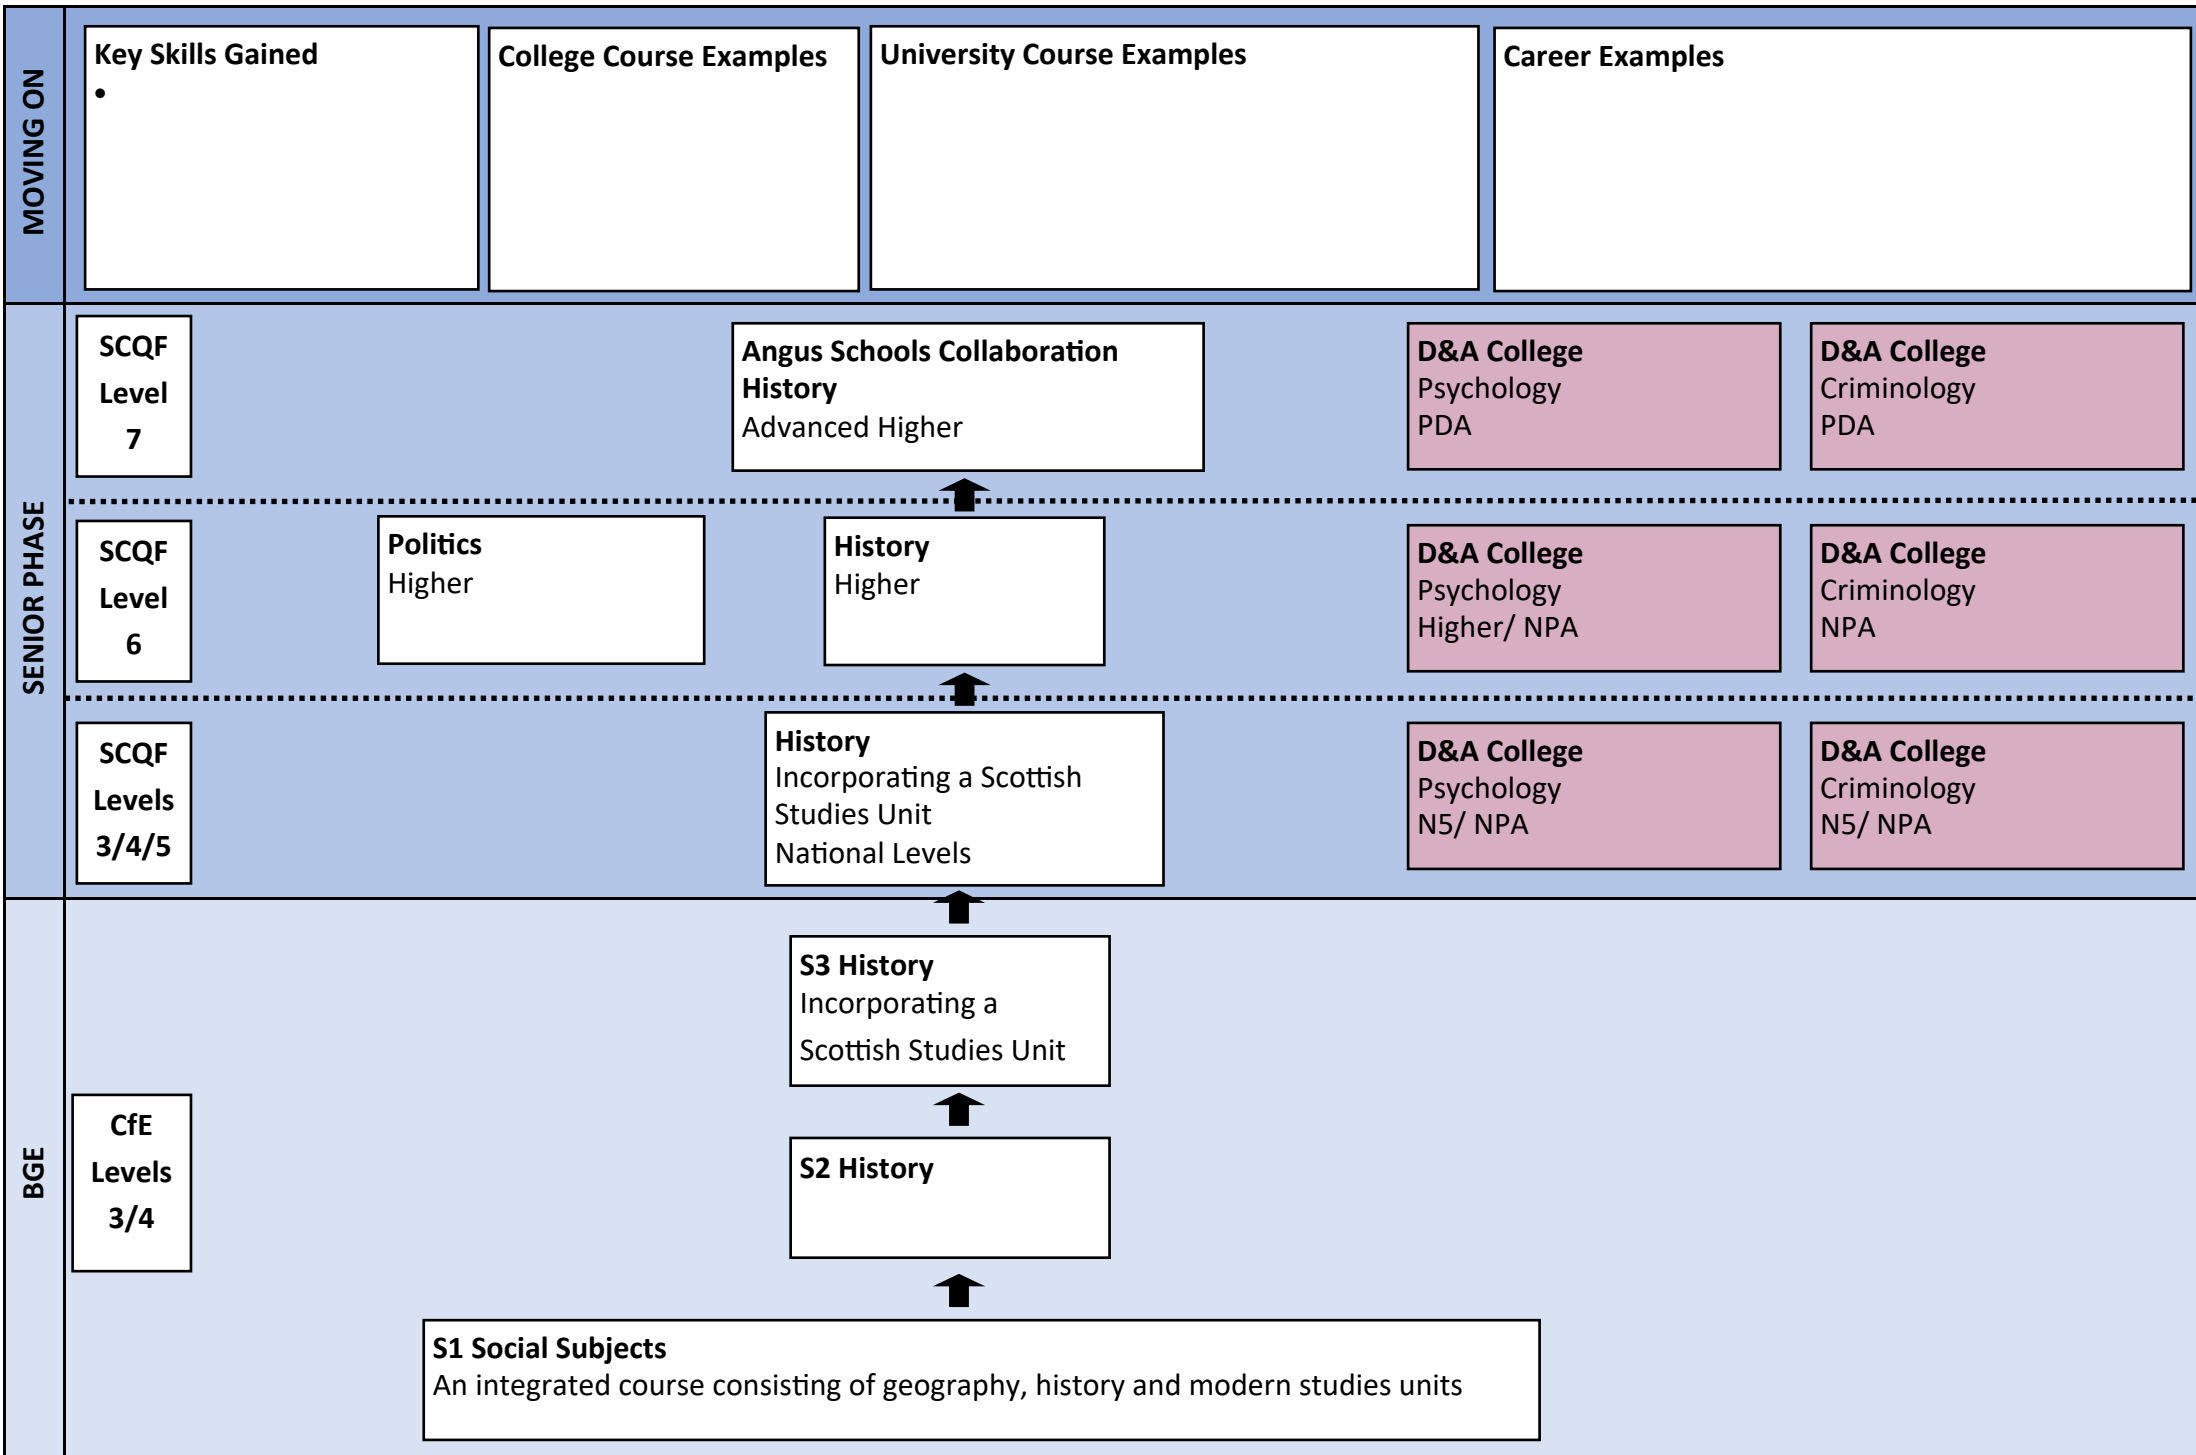 MOVING ON
Key Skills Gained
•
College Course Examples
University Course Examples
Career Examples
SENIOR PHASE
SCQF
Level
7
Angus Schools Collaboration
History
Advanced Higher
D&A College
Psychology
PDA
D&A College
Criminology
PDA
SCQF
Level
6
Politics
Higher
History
Higher
D&A College
Psychology
Higher/ NPA
D&A College
Criminology
NPA
SCQF
Levels
3/4/5
History
Incorporating a Scottish
Studies Unit
National Levels
D&A College
Psychology
N5/ NPA
D&A College
Criminology
N5/ NPA
BGE
CfE
Levels
3/4
S3 History
Incorporating a
Scottish Studies Unit
S2 History
S1 Social Subjects
An integrated course consisting of geography, history and modern studies units